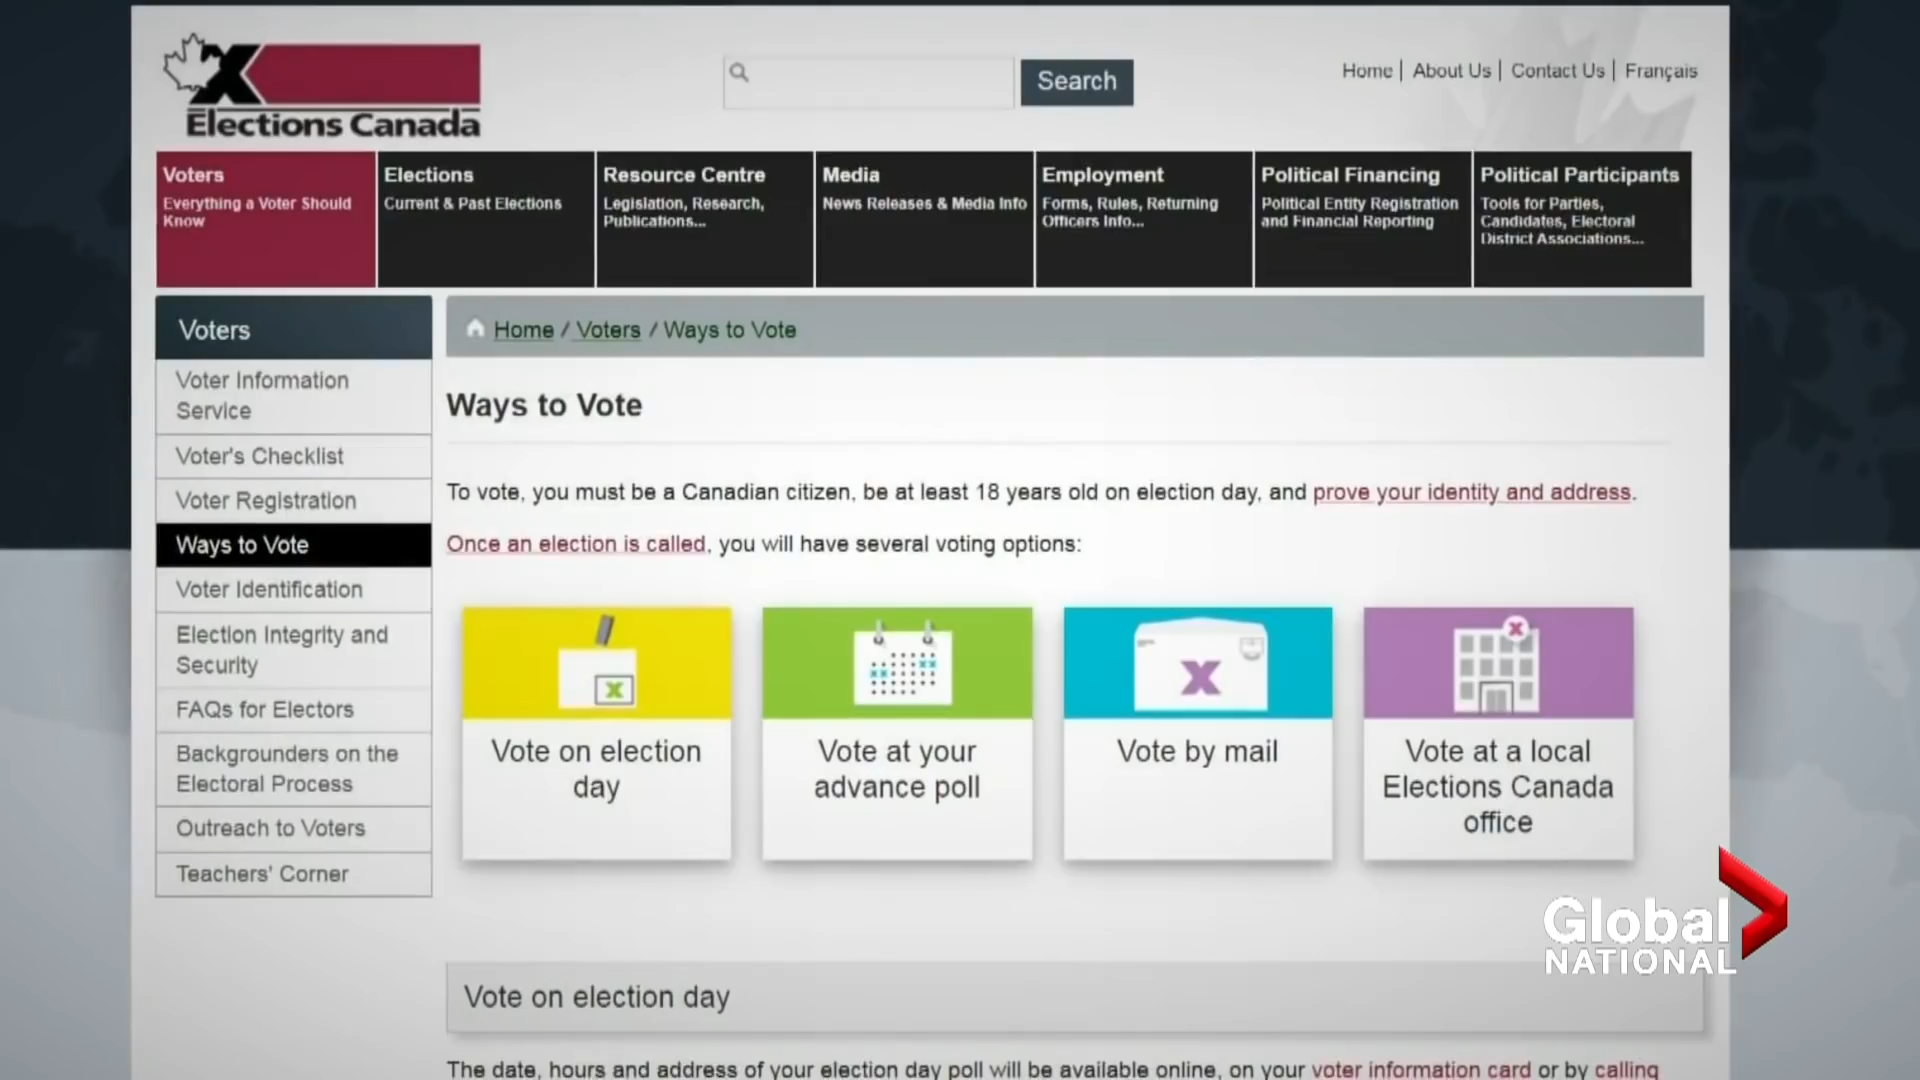 Elections Canada
Search
Home | About Us | Contact Us | Français
Voters
Everything a Voter Should
Know
Elections
Current & Past Elections
Resource Centre
Legislation, Research,
Publications...
Media
News Releases & Media Info
Employment
Forms, Rules, Returning
Officers Info...
Political Financing
Political Entity Registration
and Financial Reporting
Political Participants
Tools for Parties,
Candidates, Electoral
District Associations...
Voters
Voter Information
Service
Voter's Checklist
Voter Registration
Ways to Vote
Voter Identification
Election Integrity and
Security
FAQs for Electors
Backgrounders on the
Electoral Process
Outreach to Voters
Teachers' Corner
Home / Voters / Ways to Vote
Ways to Vote
To vote, you must be a Canadian citizen, be at least 18 years old on election day, and prove your identity and address.
Once an election is called, you will have several voting options:
Vote on election
day
Vote at your
advance poll
Vote by mail
Vote at a local
Elections Canada
office
Vote on election day
The date, hours and address of your election day poll will be available online, on your voter information card or by calling
Global
NATIONAL